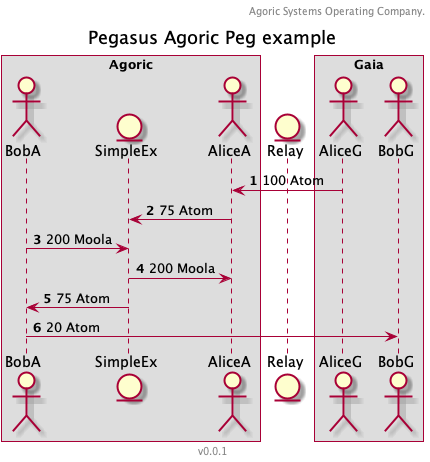 Agoric Systems Operating Company.
Pegasus Agoric Peg example
Agoric Gaia
BobA SimpleEx AliceA Relay AliceG BobG
1 100 Atom
2 75 Atom
3 200 Moola
4 200 Moola
5 75 Atom
6 20 Atom
BobA SimpleEx AliceA Relay AliceG BobG
v0.0.1